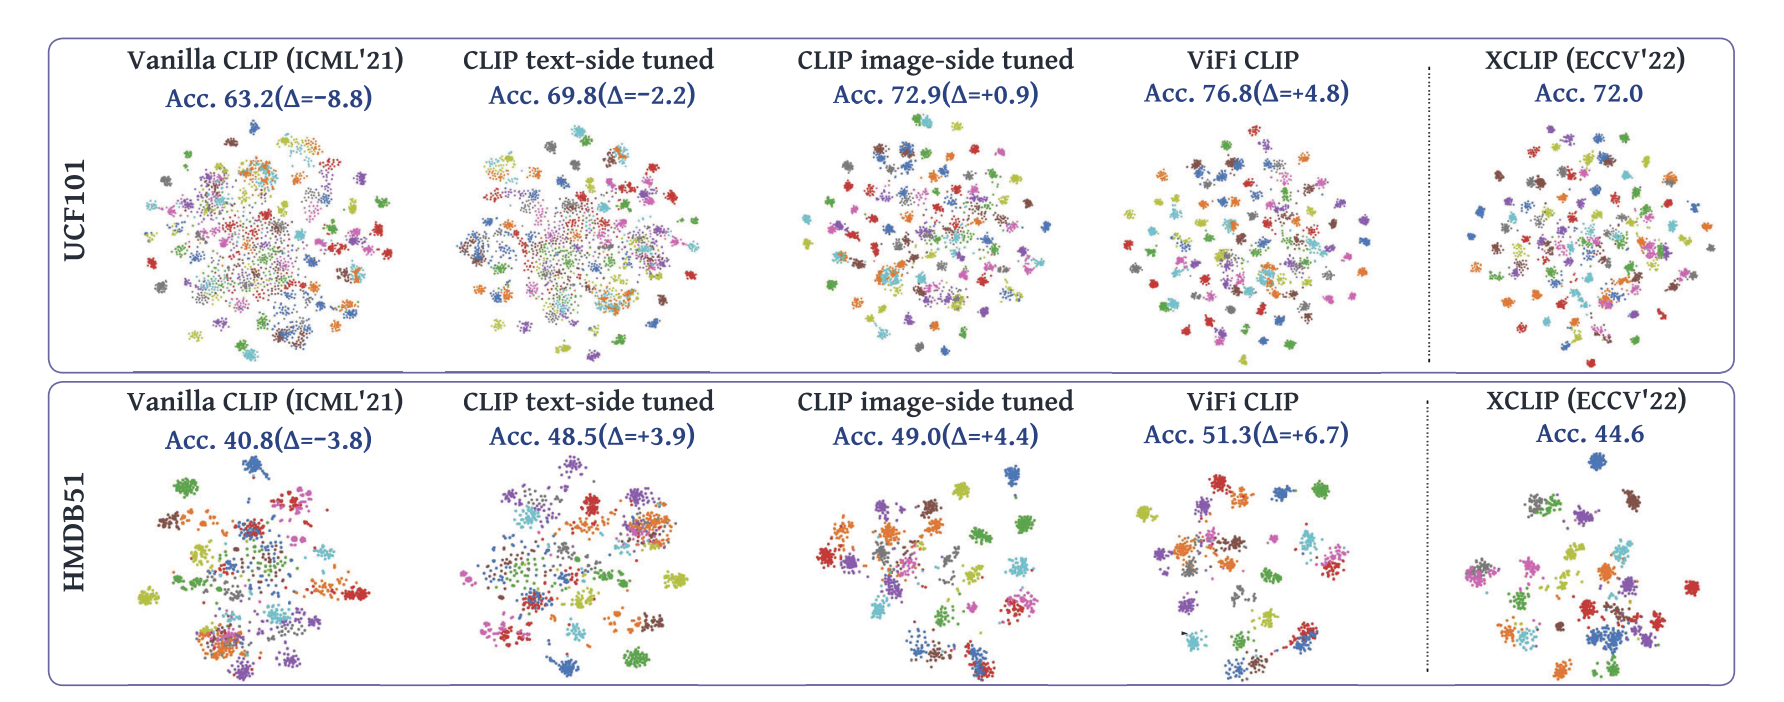 Vanilla CLIP (ICML'21)
Acc. 63.2(Δ=−8.8)
CLIP text-side tuned
Acc. 69.8(Δ=−2.2)
CLIP image-side tuned
Acc. 72.9(Δ=+0.9)
ViFi CLIP
Acc. 76.8(Δ=+4.8)
XCLIP (ECCV'22)
Acc. 72.0
UCF101
Vanilla CLIP (ICML'21)
Acc. 40.8(Δ=−3.8)
CLIP text-side tuned
Acc. 48.5(Δ=+3.9)
CLIP image-side tuned
Acc. 49.0(Δ=+4.4)
ViFi CLIP
Acc. 51.3(Δ=+6.7)
XCLIP (ECCV'22)
Acc. 44.6
HMDB51